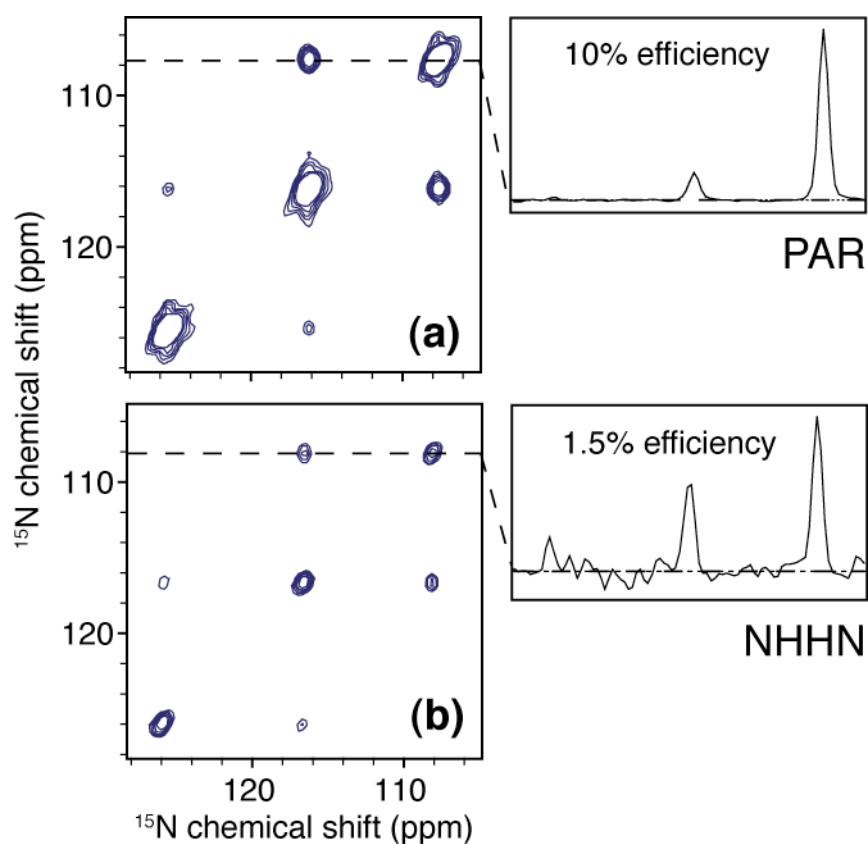 10% efficiency
110
120
(a)
PAR
¹⁵N chemical shift (ppm)
1.5% efficiency
110
120
(b)
NHHN
120 110
¹⁵N chemical shift (ppm)